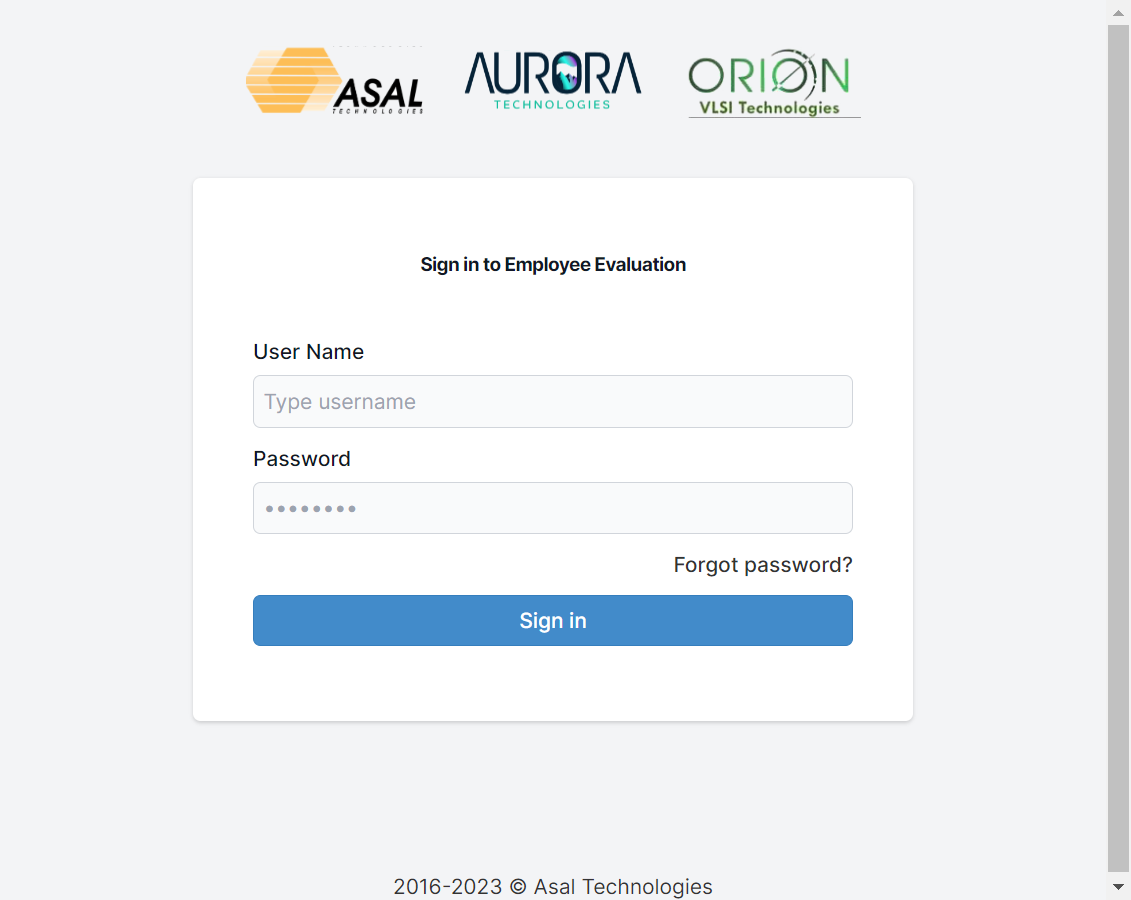 ASAL
TECHNOLOGIES
AURORA
TECHNOLOGIES
ORION
VLSI Technologies
Sign in to Employee Evaluation
User Name
Type username
Password
••••••••
Forgot password?
Sign in
2016-2023 © Asal Technologies